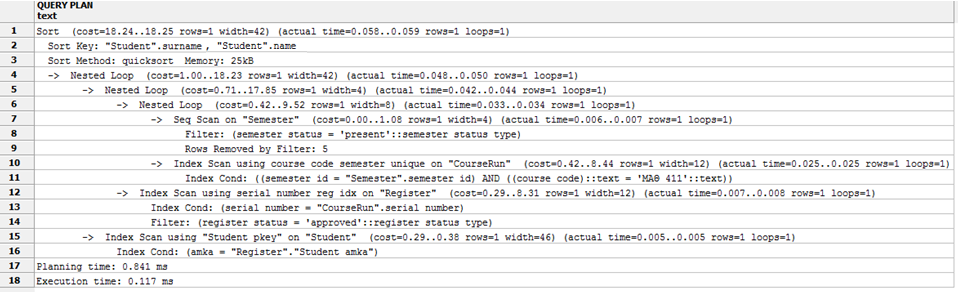 QUERY PLAN
text
1 Sort (cost=18.24..18.25 rows=1 width=42) (actual time=0.058..0.059 rows=1 loops=1)
2 Sort Key: "Student".surname, "Student".name
3 Sort Method: quicksort Memory: 25kB
4 -> Nested Loop (cost=1.00..18.23 rows=1 width=42) (actual time=0.048..0.050 rows=1 loops=1)
5 -> Nested Loop (cost=0.71..17.85 rows=1 width=4) (actual time=0.042..0.044 rows=1 loops=1)
6 -> Nested Loop (cost=0.42..9.52 rows=1 width=8) (actual time=0.033..0.034 rows=1 loops=1)
7 -> Seq Scan on "Semester" (cost=0.00..1.08 rows=1 width=4) (actual time=0.006..0.007 rows=1 loops=1)
8 Filter: (semester status = 'present'::semester status type)
9 Rows Removed by Filter: 5
10 -> Index Scan using course code semester unique on "CourseRun" (cost=0.42..8.44 rows=1 width=12) (actual time=0.025..0.025 rows=1 loops=1)
11 Index Cond: ((semester id = "Semester".semester id) AND ((course code)::text = 'ΜΑΘ 411'::text))
12 -> Index Scan using serial number reg idx on "Register" (cost=0.29..8.31 rows=1 width=12) (actual time=0.007..0.008 rows=1 loops=1)
13 Index Cond: (serial number = "CourseRun".serial number)
14 Filter: (register status = 'approved'::register status type)
15 -> Index Scan using "Student pkey" on "Student" (cost=0.29..0.38 rows=1 width=46) (actual time=0.005..0.005 rows=1 loops=1)
16 Index Cond: (amka = "Register"."Student amka")
17 Planning time: 0.841 ms
18 Execution time: 0.117 ms